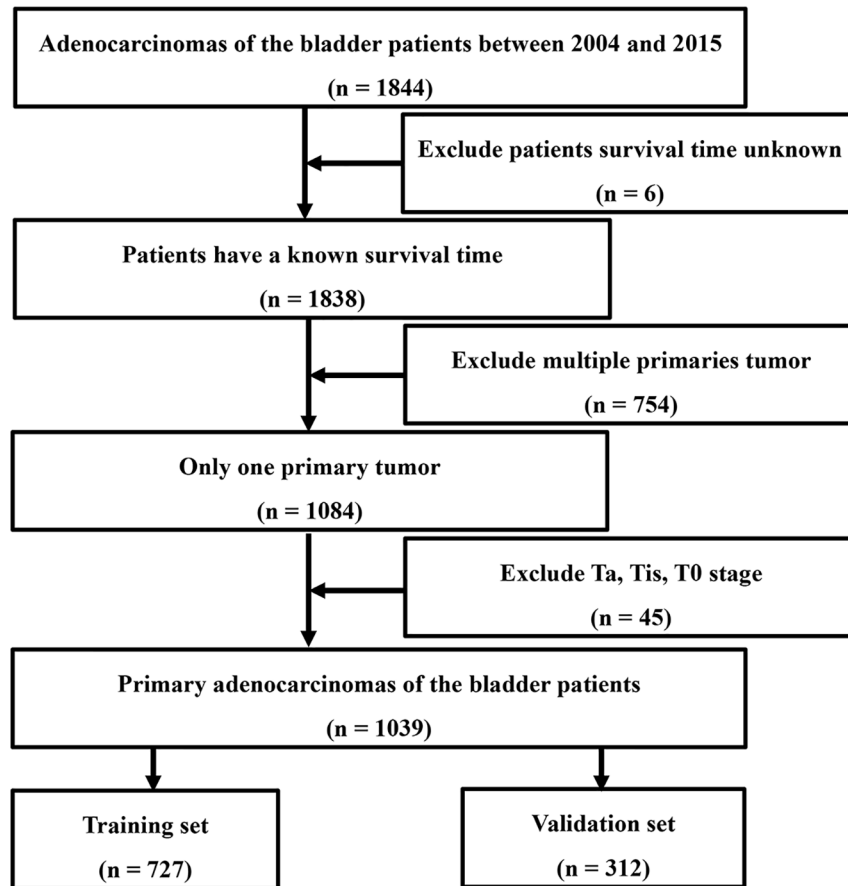 Adenocarcinomas of the bladder patients between 2004 and 2015
(n = 1844)
Exclude patients survival time unknown
(n = 6)
Patients have a known survival time
(n = 1838)
Exclude multiple primaries tumor
(n = 754)
Only one primary tumor
(n = 1084)
Exclude Ta, Tis, T0 stage
(n = 45)
Primary adenocarcinomas of the bladder patients
(n = 1039)
Training set
(n = 727)
Validation set
(n = 312)